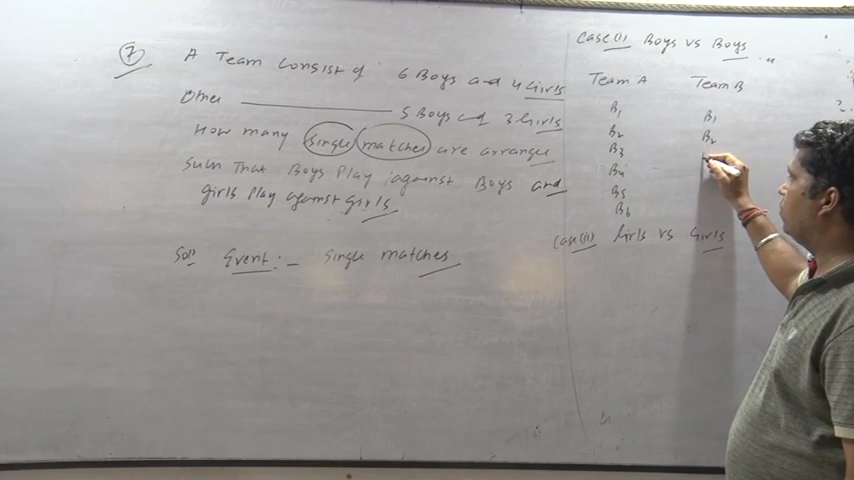 7 A Team consist of 6 Boys and 4 Girls
Other ———— 5 Boys and 3 Girls
How many single matches are arrange
such That Boys Play against Boys and
girls Play against girls
Solⁿ Event :- Single matches
Case(i) Boys vs Boys
Team A Team B
B1 B1
B2 B2
B3
B4
B5
B6
Case(ii) Girls vs Girls